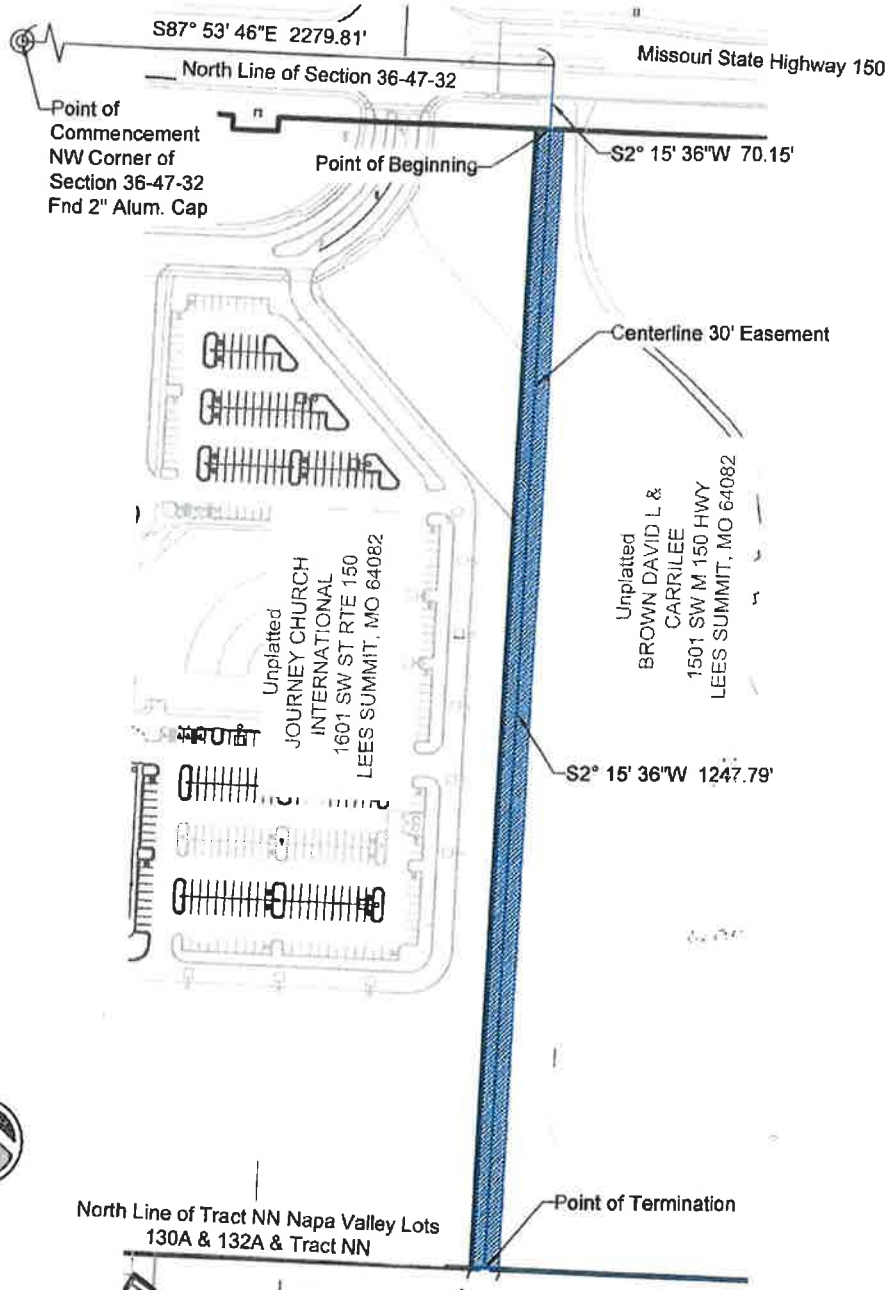 S87° 53' 46"E 2279.81'
North Line of Section 36-47-32
Missouri State Highway 150
Point of
Commencement
NW Corner of
Section 36-47-32
Fnd 2" Alum. Cap
Point of Beginning
S2° 15' 36"W 70.15'
Centerline 30' Easement
Unplatted
BROWN DAVID L &
CARRILEE
1501 SW M 150 HWY
LEES SUMMIT, MO 64082
Unplatted
JOURNEY CHURCH
INTERNATIONAL
1601 SW ST RTE 150
LEES SUMMIT, MO 64082
S2° 15' 36"W 1247.79'
North Line of Tract NN Napa Valley Lots
130A & 132A & Tract NN
Point of Termination